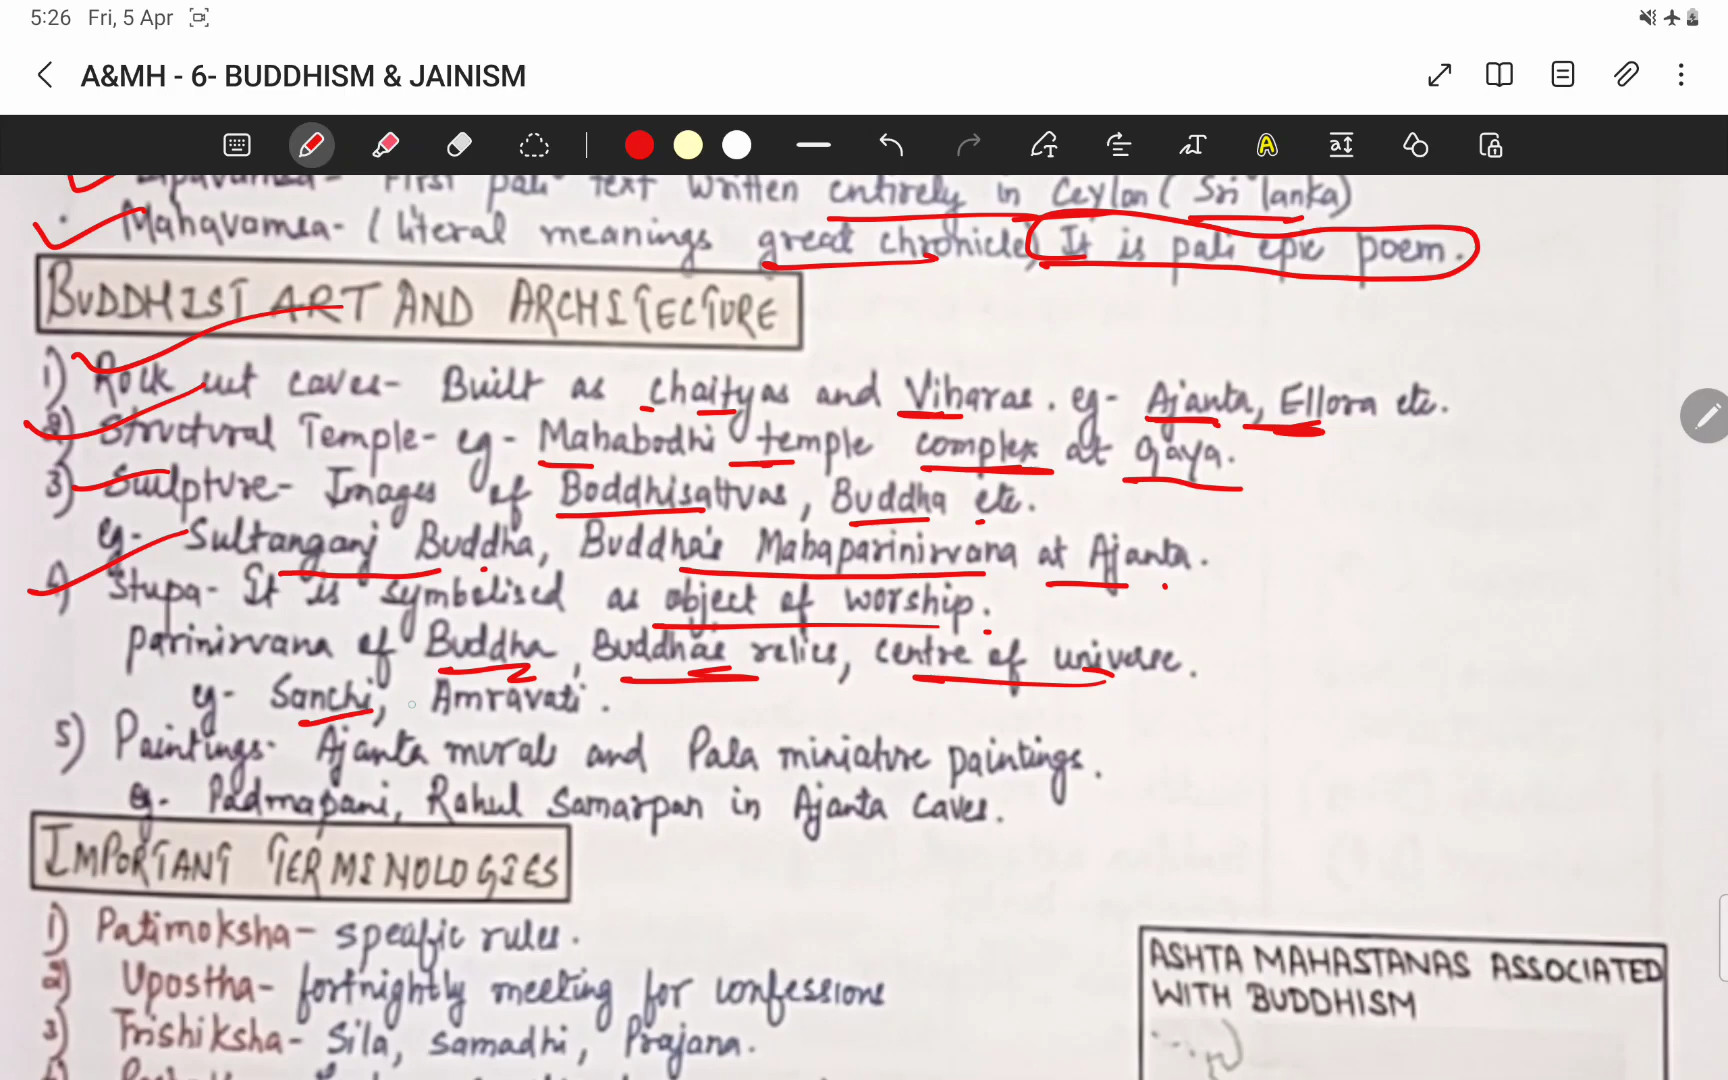 5:26 Fri, 5 Apr
A&MH - 6- BUDDHISM & JAINISM
First pali text written entirely in Ceylon (Sri lanka)
Mahavamsa- (literal meanings great chronicle) It is pali epic poem.
BUDDHIST ART AND ARCHITECTURE
1) Rock cut caves- Built as chaityas and Viharas. eg- Ajanta, Ellora etc.
2) Structural Temple- eg- Mahabodhi temple complex at gaya.
3) Sculpture- Images of Boddhisattvas, Buddha etc.
eg- Sultanganj Buddha, Buddha's Mahaparinirvana at Ajanta.
4) Stupa- It is symbolised as object of worship.
parinirvana of Buddha, Buddhas relics, centre of universe.
eg- Sanchi, Amravati.
5) Paintings- Ajanta murals and Pala miniature paintings.
eg- Padmapani, Rahul Samarpan in Ajanta caves.
IMPORTANT TERMINOLOGIES
1) Patimoksha- specific rules.
2) Upostha- fortnightly meeting for confessions
3) Trishiksha- Sila, samadhi, Prajana.
ASHTA MAHASTANAS ASSOCIATED
WITH BUDDHISM